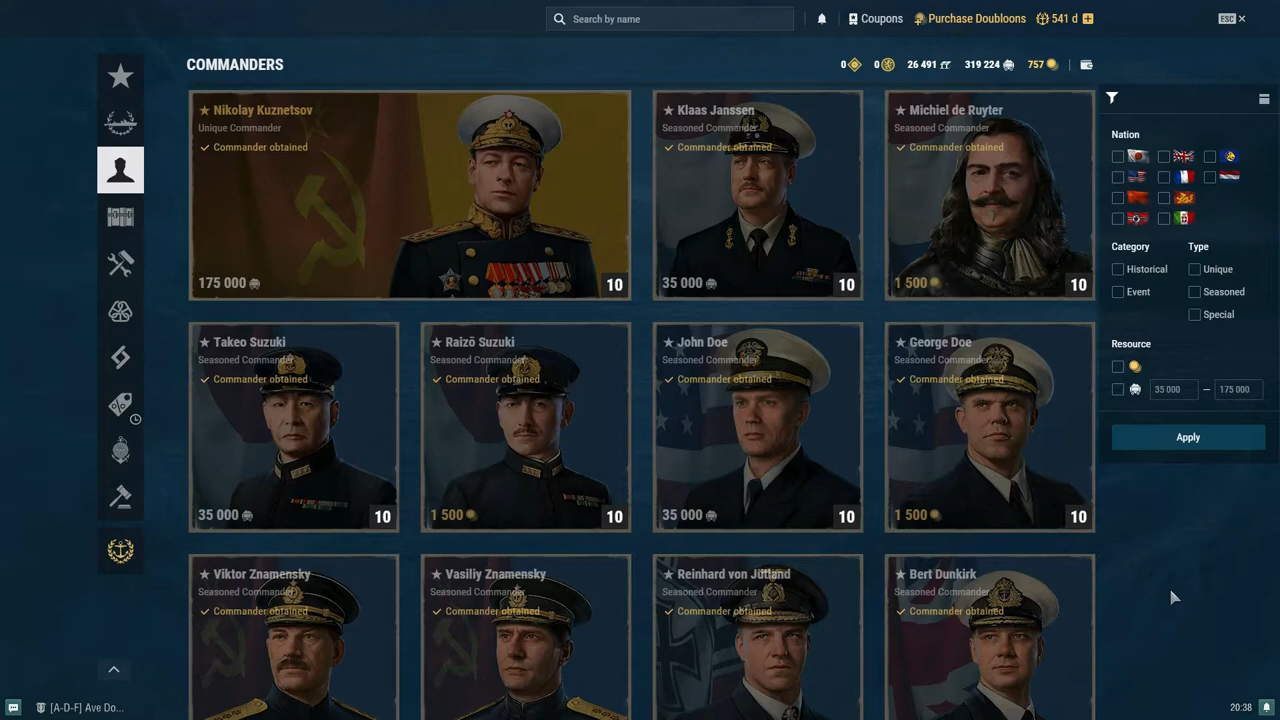 Search by name
Coupons
Purchase Doubloons
541 d
ESC
COMMANDERS
0
0
26 491
319 224
757
★ Nikolay Kuznetsov
Unique Commander
Commander obtained
175 000
10
★ Klaas Janssen
Seasoned Commander
Commander obtained
35 000
10
★ Michiel de Ruyter
Seasoned Commander
Commander obtained
1 500
10
★ Takeo Suzuki
Seasoned Commander
Commander obtained
35 000
10
★ Raizō Suzuki
Seasoned Commander
Commander obtained
1 500
10
★ John Doe
Seasoned Commander
Commander obtained
35 000
10
★ George Doe
Seasoned Commander
Commander obtained
1 500
10
★ Viktor Znamensky
Seasoned Commander
Commander obtained
★ Vasiliy Znamensky
Seasoned Commander
Commander obtained
★ Reinhard von Jütland
Seasoned Commander
Commander obtained
★ Bert Dunkirk
Seasoned Commander
Commander obtained
Nation
Category
Type
Historical
Unique
Event
Seasoned
Special
Resource
35 000 — 175 000
Apply
[A-D-F] Ave Do...
20:38